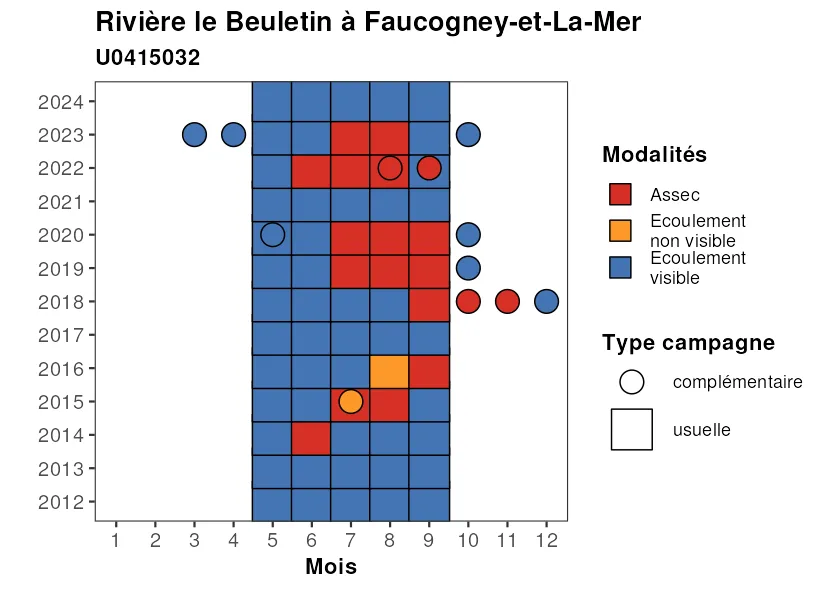 Rivière le Beuletin à Faucogney-et-La-Mer
U0415032
2024
2023
2022
2021
2020
2019
2018
2017
2016
2015
2014
2013
2012
1 2 3 4 5 6 7 8 9 10 11 12
Mois
Modalités
Assec
Ecoulement
non visible
Ecoulement
visible
Type campagne
complémentaire
usuelle